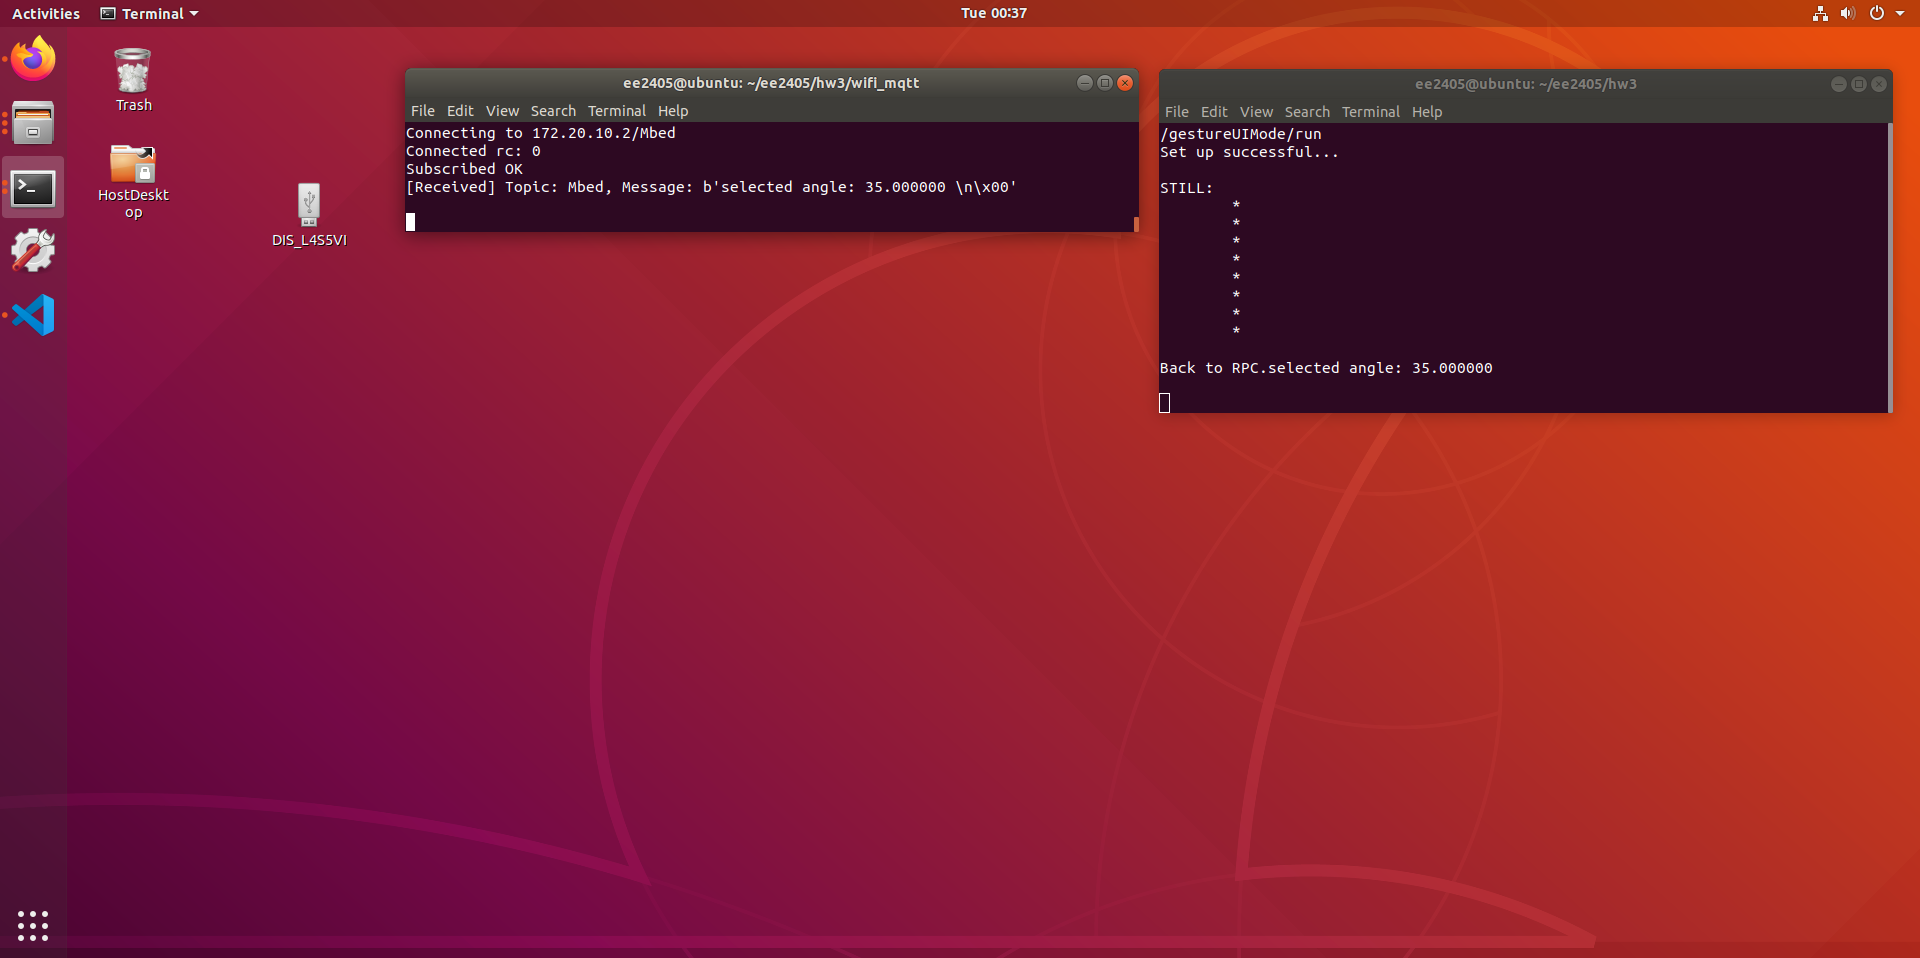 Activities
Terminal
Tue 00:37
Trash
HostDeskt
op
DIS_L4S5VI
ee2405@ubuntu: ~/ee2405/hw3/wifi_mqtt
File Edit View Search Terminal Help
Connecting to 172.20.10.2/Mbed
Connected rc: 0
Subscribed OK
[Received] Topic: Mbed, Message: b'selected angle: 35.000000 \n\x00'
ee2405@ubuntu: ~/ee2405/hw3
File Edit View Search Terminal Help
/gestureUIMode/run
Set up successful...
STILL:
*
*
*
*
*
*
*
*
Back to RPC.selected angle: 35.000000